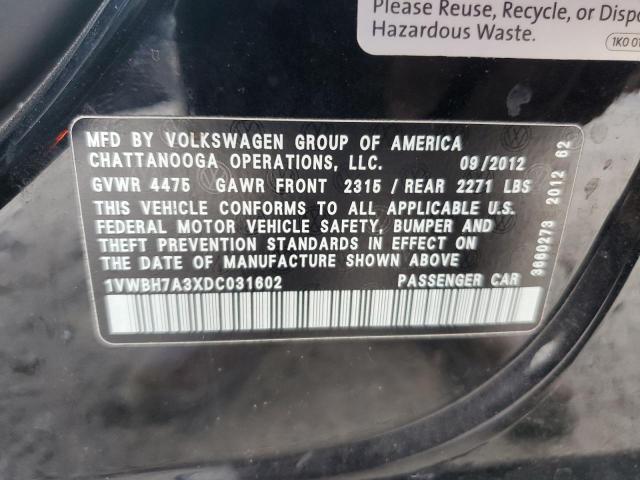 Please Reuse, Recycle, or Dispo
Hazardous Waste.
1K0 01
MFD BY VOLKSWAGEN GROUP OF AMERICA
CHATTANOOGA OPERATIONS, LLC. 09/2012
GVWR 4475 GAWR FRONT 2315 / REAR 2271 LBS
THIS VEHICLE CONFORMS TO ALL APPLICABLE U.S.
FEDERAL MOTOR VEHICLE SAFETY, BUMPER AND
THEFT PREVENTION STANDARDS IN EFFECT ON
THE DATE OF MANUFACTURE SHOWN ABOVE.
1VWBH7A3XDC031602 PASSENGER CAR
3660273 2012 62